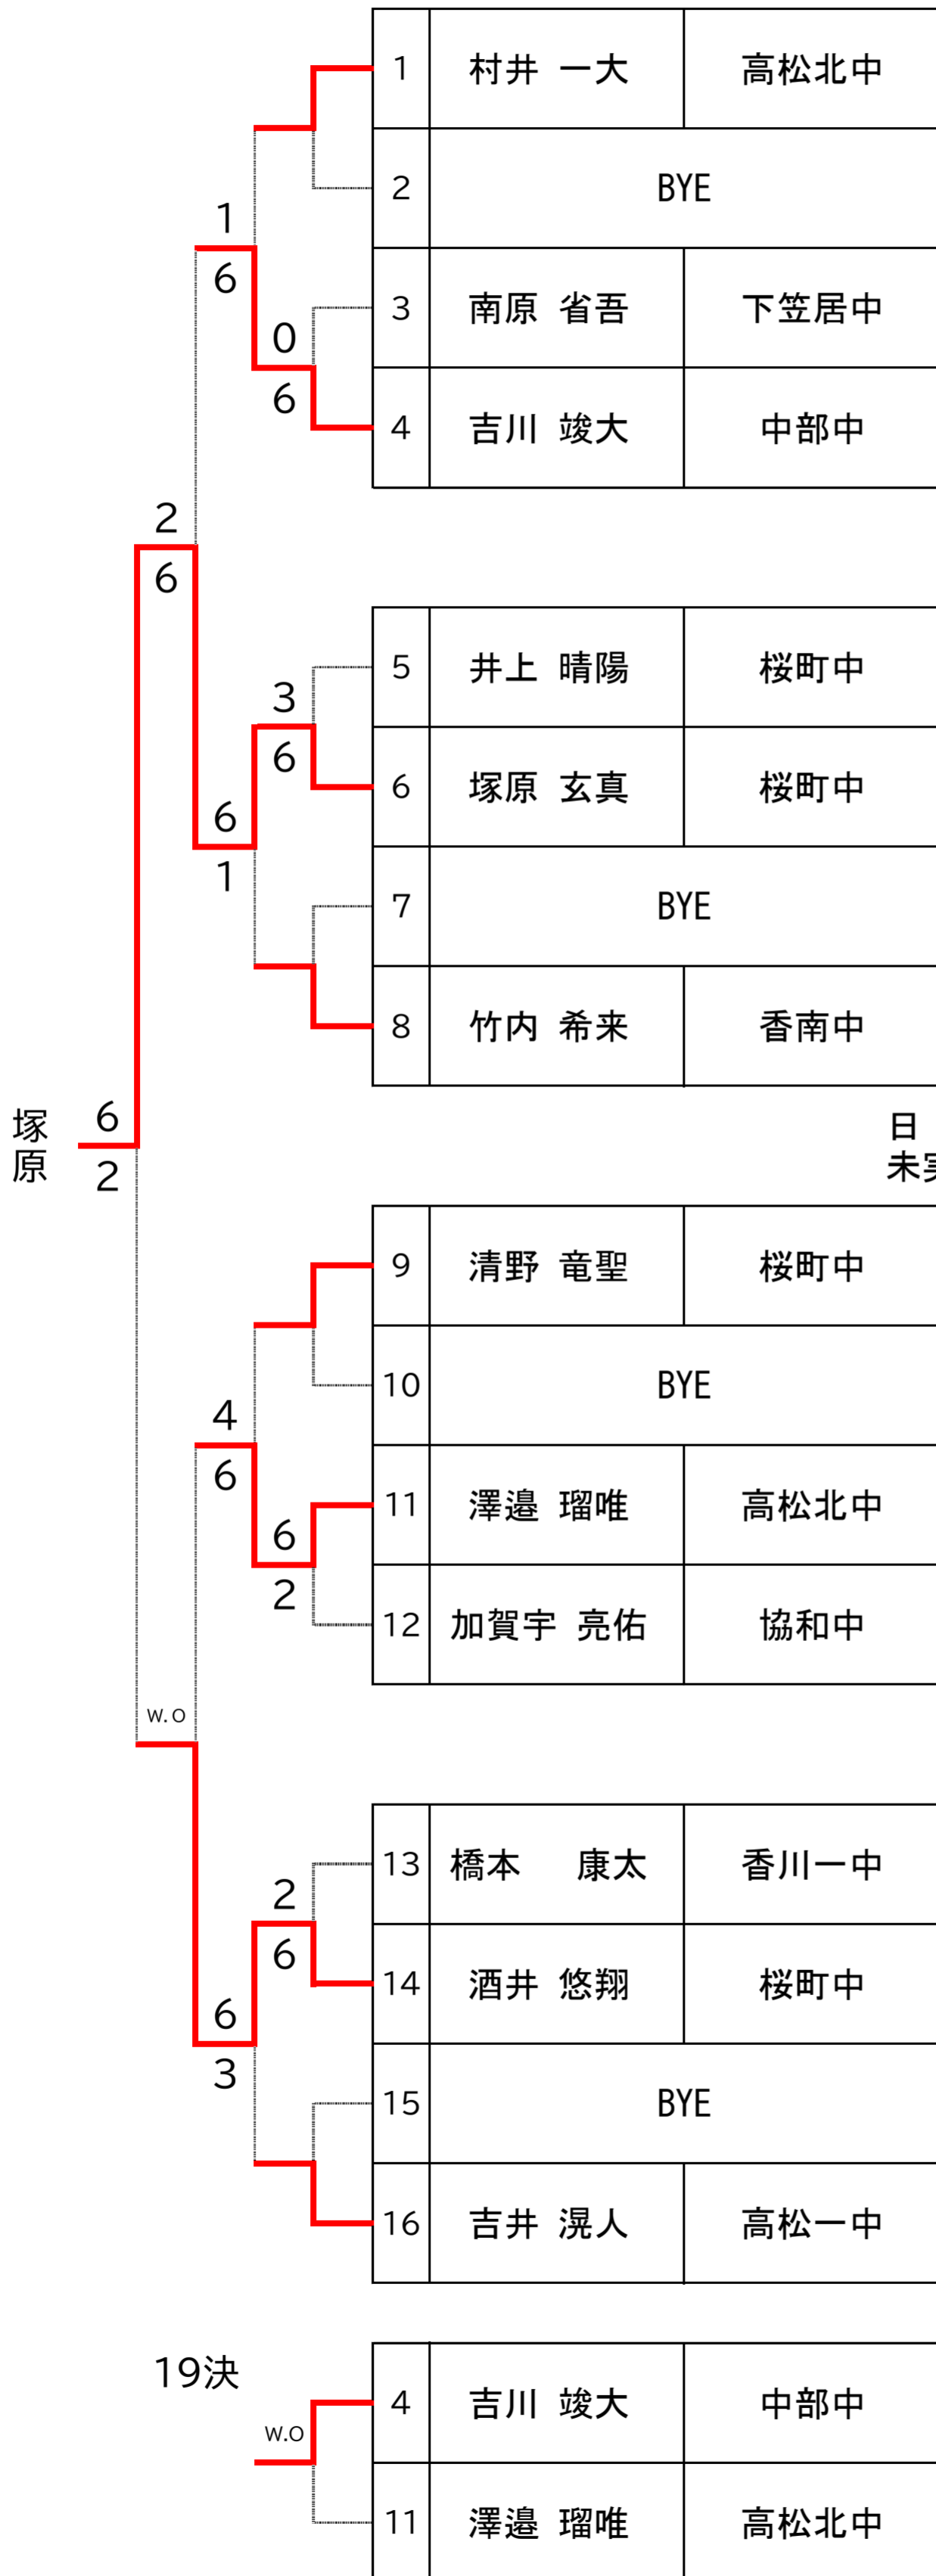 1 村井 一大 高松北中
2 BYE
1
6
3 南原 省吾 下笠居中
0
6
4 吉川 竣大 中部中
2
6
5 井上 晴陽 桜町中
3
6
6 塚原 玄真 桜町中
6
1
7 BYE
8 竹内 希来 香南中
塚原
6
2
日
未実
9 清野 竜聖 桜町中
10 BYE
4
6
11 澤邉 瑠唯 高松北中
6
2
12 加賀宇 亮佑 協和中
W.O
13 橋本 康太 香川一中
2
6
14 酒井 悠翔 桜町中
6
3
15 BYE
16 吉井 滉人 高松一中
19決
4 吉川 竣大 中部中
W.O
11 澤邉 瑠唯 高松北中